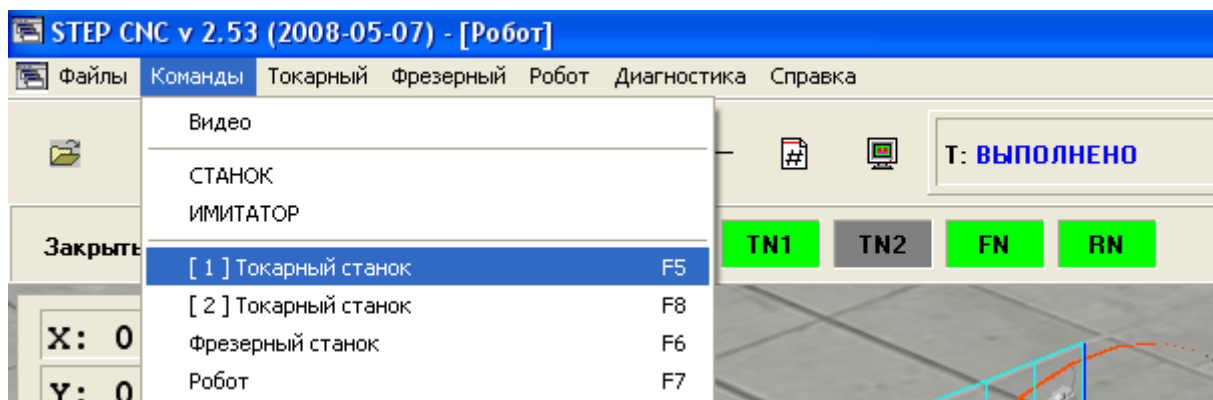 STEP CNC v 2.53 (2008-05-07) - [Робот]
Файлы Команды Токарный Фрезерный Робот Диагностика Справка
Видео
СТАНОК
ИМИТАТОР
[ 1 ] Токарный станок F5
[ 2 ] Токарный станок F8
Фрезерный станок F6
Робот F7
#
Т: ВЫПОЛНЕНО
Закрыть
TN1 TN2 FN RN
X: 0
Y: 0